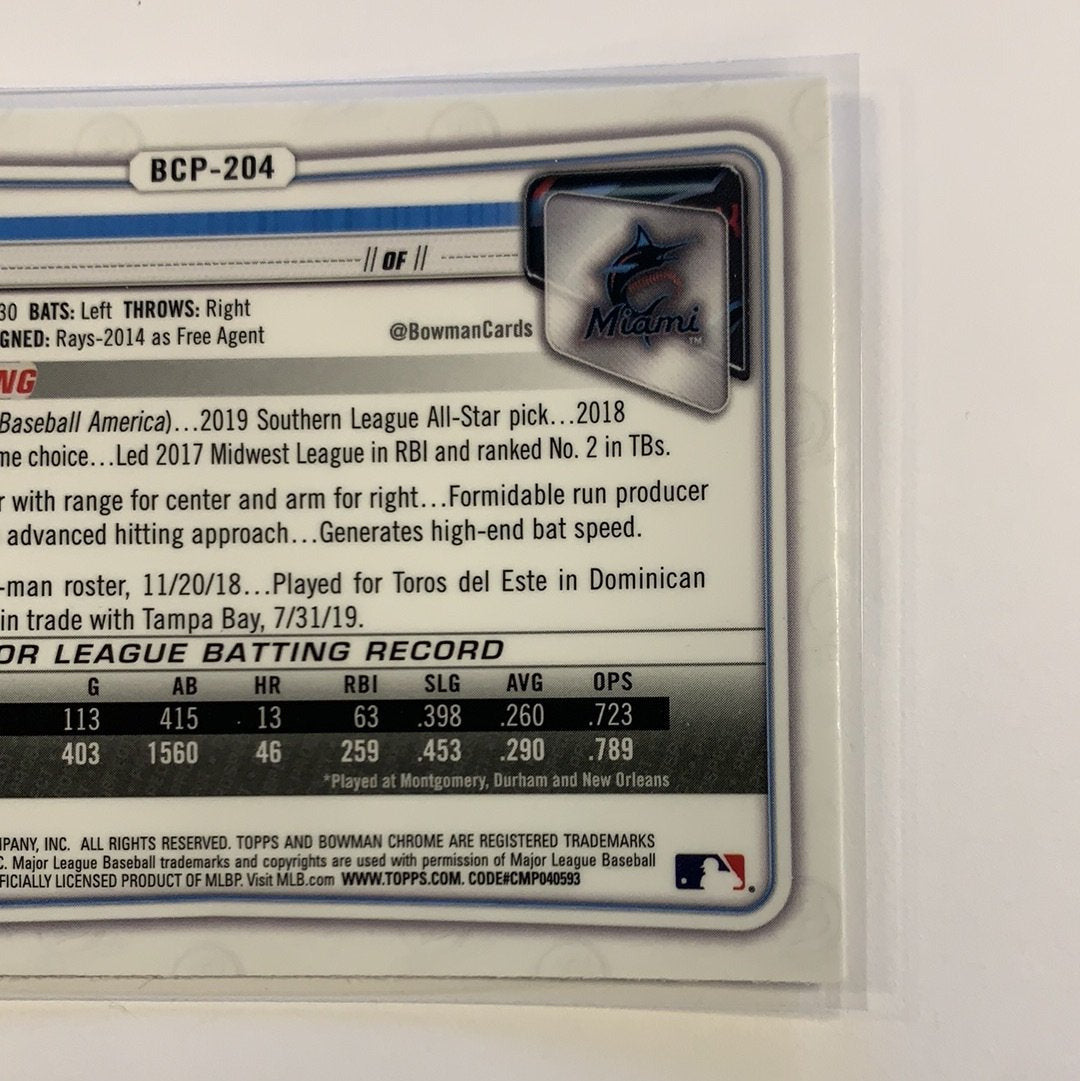 BCP-204
// OF //
30 BATS: Left THROWS: Right
GNED: Rays-2014 as Free Agent
@BowmanCards
Miami
TM
NG
Baseball America)...2019 Southern League All-Star pick...2018
me choice...Led 2017 Midwest League in RBI and ranked No. 2 in TBs.
r with range for center and arm for right...Formidable run producer
advanced hitting approach...Generates high-end bat speed.
-man roster, 11/20/18...Played for Toros del Este in Dominican
in trade with Tampa Bay, 7/31/19.
OR LEAGUE BATTING RECORD
G AB HR RBI SLG AVG OPS
113 415 13 63 .398 .260 .723
403 1560 46 259 .453 .290 .789
*Played at Montgomery, Durham and New Orleans
MPANY, INC. ALL RIGHTS RESERVED. TOPPS AND BOWMAN CHROME ARE REGISTERED TRADEMARKS
C. Major League Baseball trademarks and copyrights are used with permission of Major League Baseball
FICIALLY LICENSED PRODUCT OF MLBP. Visit MLB.com WWW.TOPPS.COM. CODE#CMP040593